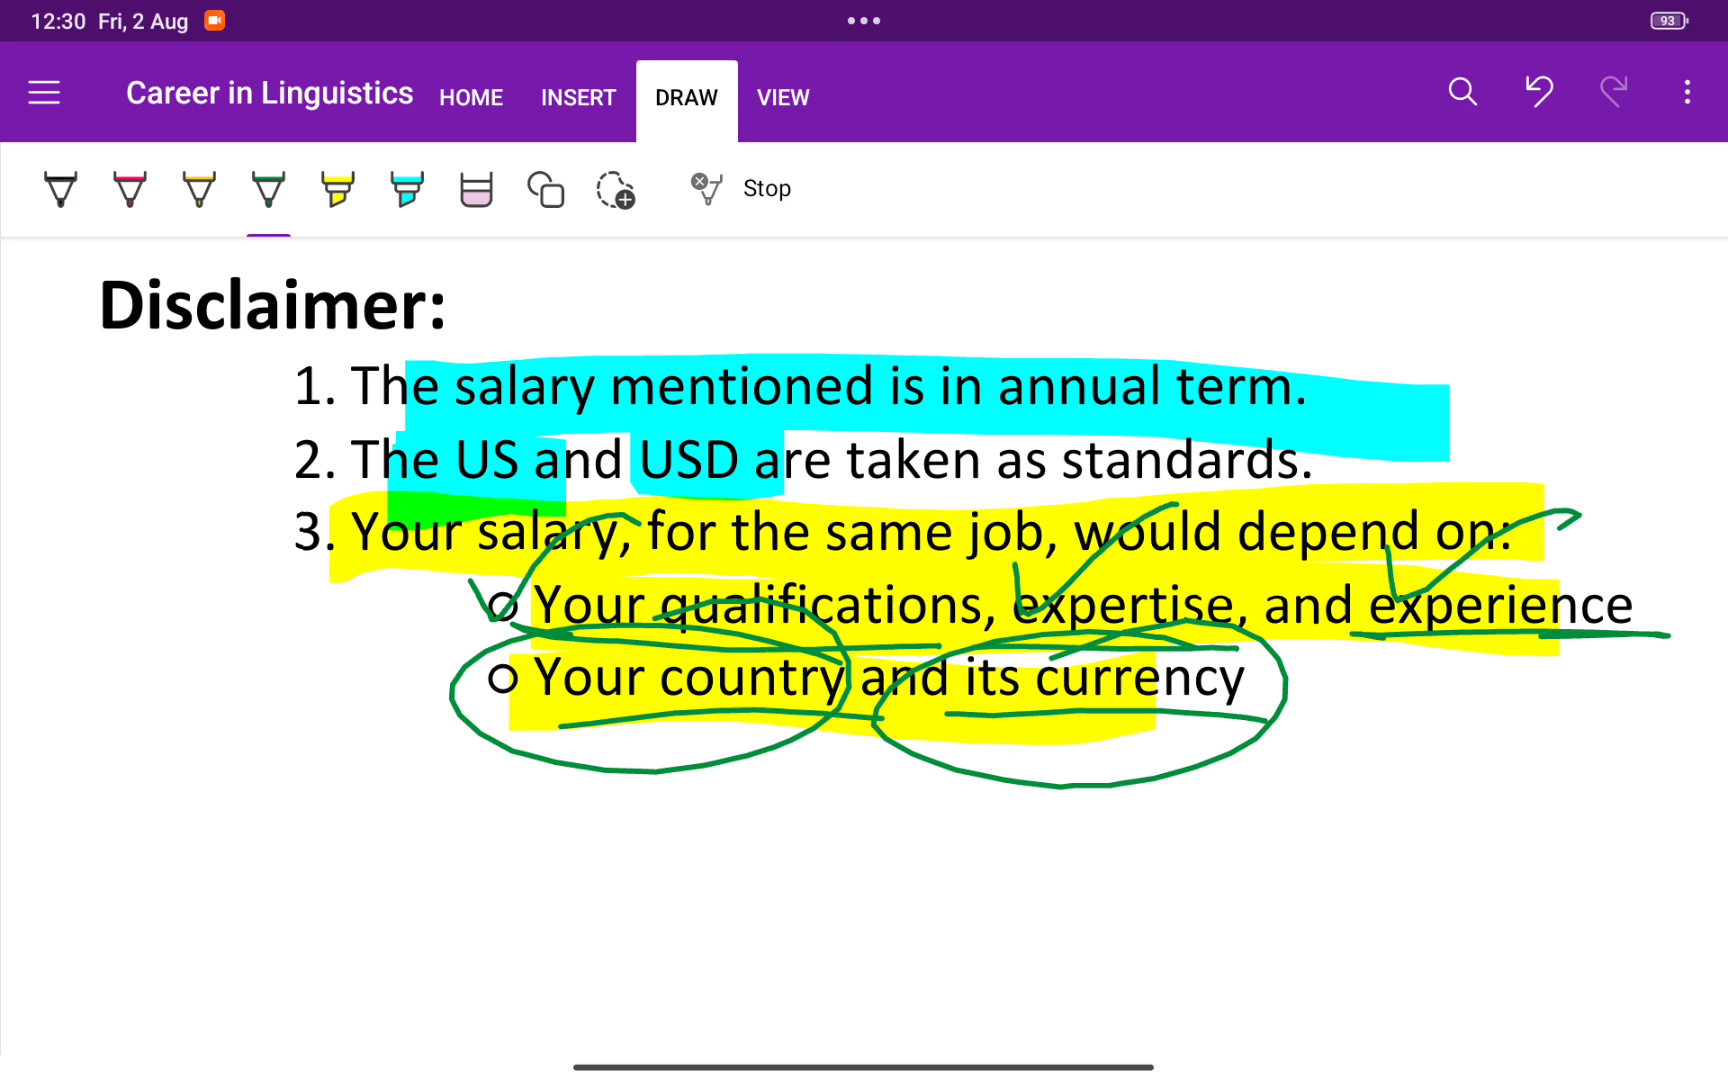 12:30 Fri, 2 Aug 93
Career in Linguistics HOME INSERT DRAW VIEW
Stop
Disclaimer:
1. The salary mentioned is in annual term.
2. The US and USD are taken as standards.
3. Your salary, for the same job, would depend on:
○ Your qualifications, expertise, and experience
○ Your country and its currency